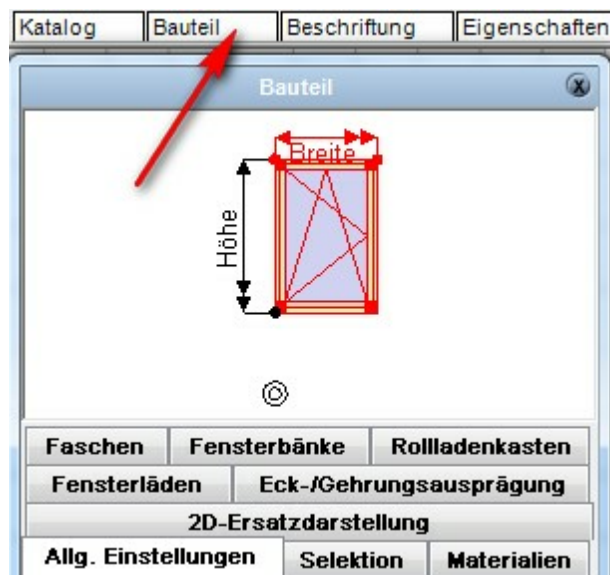 Katalog Bauteil Beschriftung Eigenschaften
Bauteil
Breite
Höhe
Faschen Fensterbänke Rollladenkasten
Fensterläden Eck-/Gehrungsausprägung
2D-Ersatzdarstellung
Allg. Einstellungen Selektion Materialien